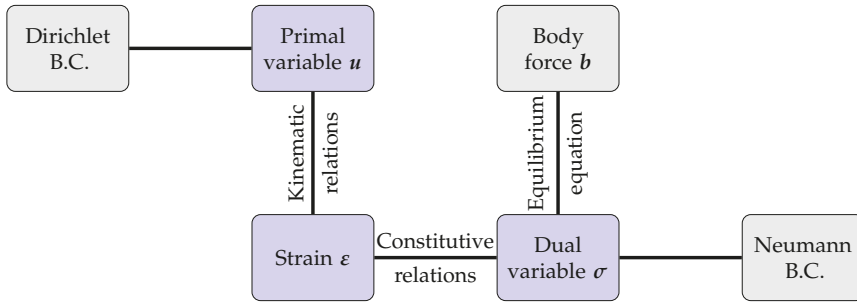 Dirichlet
B.C.
Primal
variable u
Body
force b
Kinematic
relations
Equilibrium
equation
Strain ε
Constitutive
relations
Dual
variable σ
Neumann
B.C.